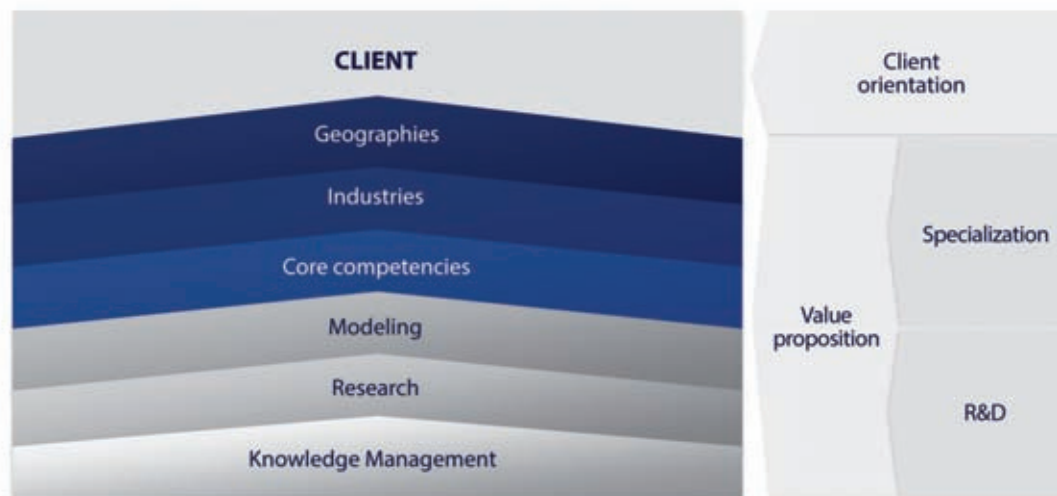 CLIENT
Geographies
Industries
Core competencies
Modeling
Research
Knowledge Management
Client
orientation
Value
proposition
Specialization
R&D